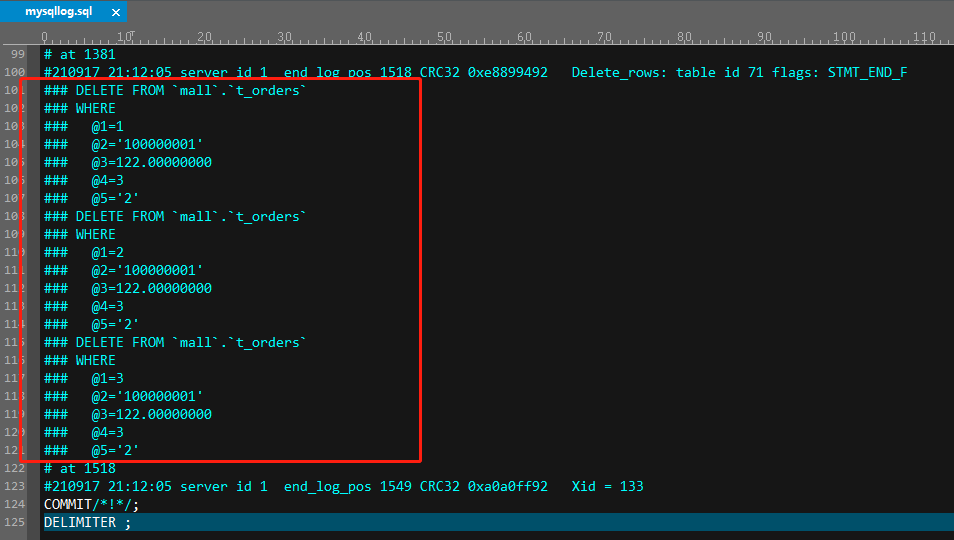 mysqllog.sql ×
0 10 20 30 40 50 60 70 80 90 100 110
99 # at 1381
100 #210917 21:12:05 server id 1  end_log_pos 1518 CRC32 0xe8899492   Delete_rows: table id 71 flags: STMT_END_F
101 ### DELETE FROM `mall`.`t_orders`
102 ### WHERE
103 ###   @1=1
104 ###   @2='100000001'
105 ###   @3=122.00000000
106 ###   @4=3
107 ###   @5='2'
108 ### DELETE FROM `mall`.`t_orders`
109 ### WHERE
110 ###   @1=2
111 ###   @2='100000001'
112 ###   @3=122.00000000
113 ###   @4=3
114 ###   @5='2'
115 ### DELETE FROM `mall`.`t_orders`
116 ### WHERE
117 ###   @1=3
118 ###   @2='100000001'
119 ###   @3=122.00000000
120 ###   @4=3
121 ###   @5='2'
122 # at 1518
123 #210917 21:12:05 server id 1  end_log_pos 1549 CRC32 0xa0a0ff92   Xid = 133
124 COMMIT/*!*/;
125 DELIMITER ;